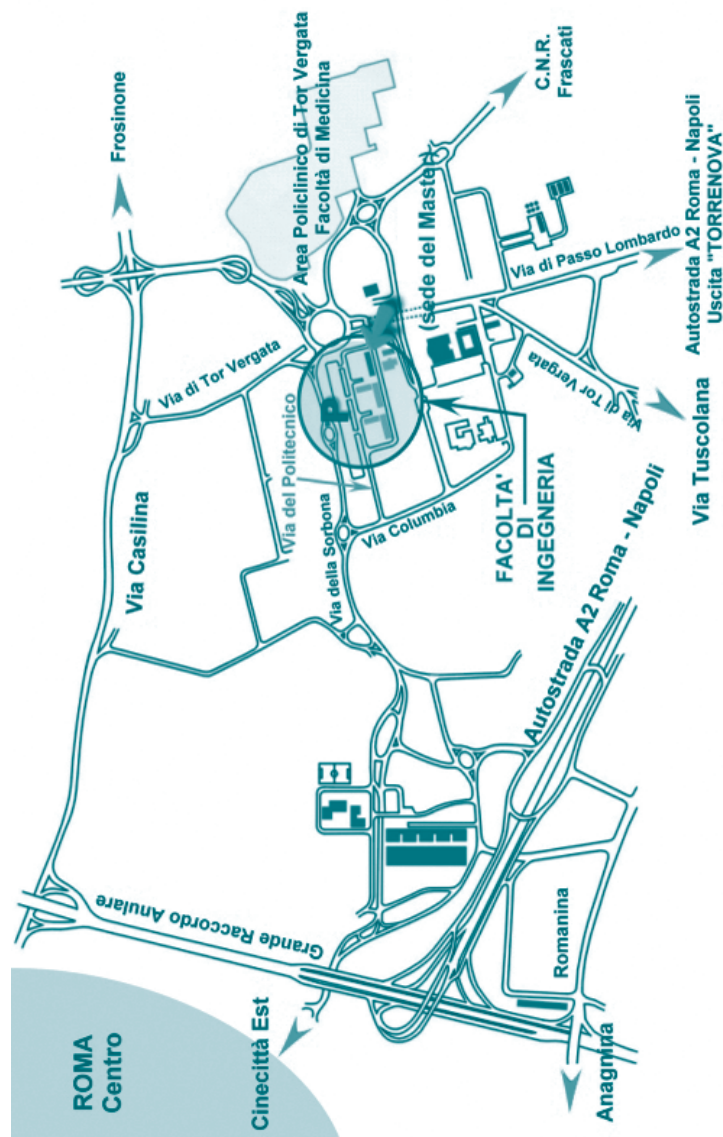 ROMA
Centro
Cinecittà Est
Grande Raccordo Anulare
Anagnina
Romanina
Via Casilina
Autostrada A2 Roma - Napoli
Via della Sorbona
Via Columbia
Via del Politecnico
P
FACOLTA'
DI
INGEGNERIA
Via di Tor Vergata
Frosinone
Area Policlinico di Tor Vergata
Facoltà di Medicina
(sede del Master)
C.N.R.
Frascati
Via di Passo Lombardo
Via di Tor Vergata
Via Tuscolana
Autostrada A2 Roma - Napoli
Uscita "TORRENOVA"